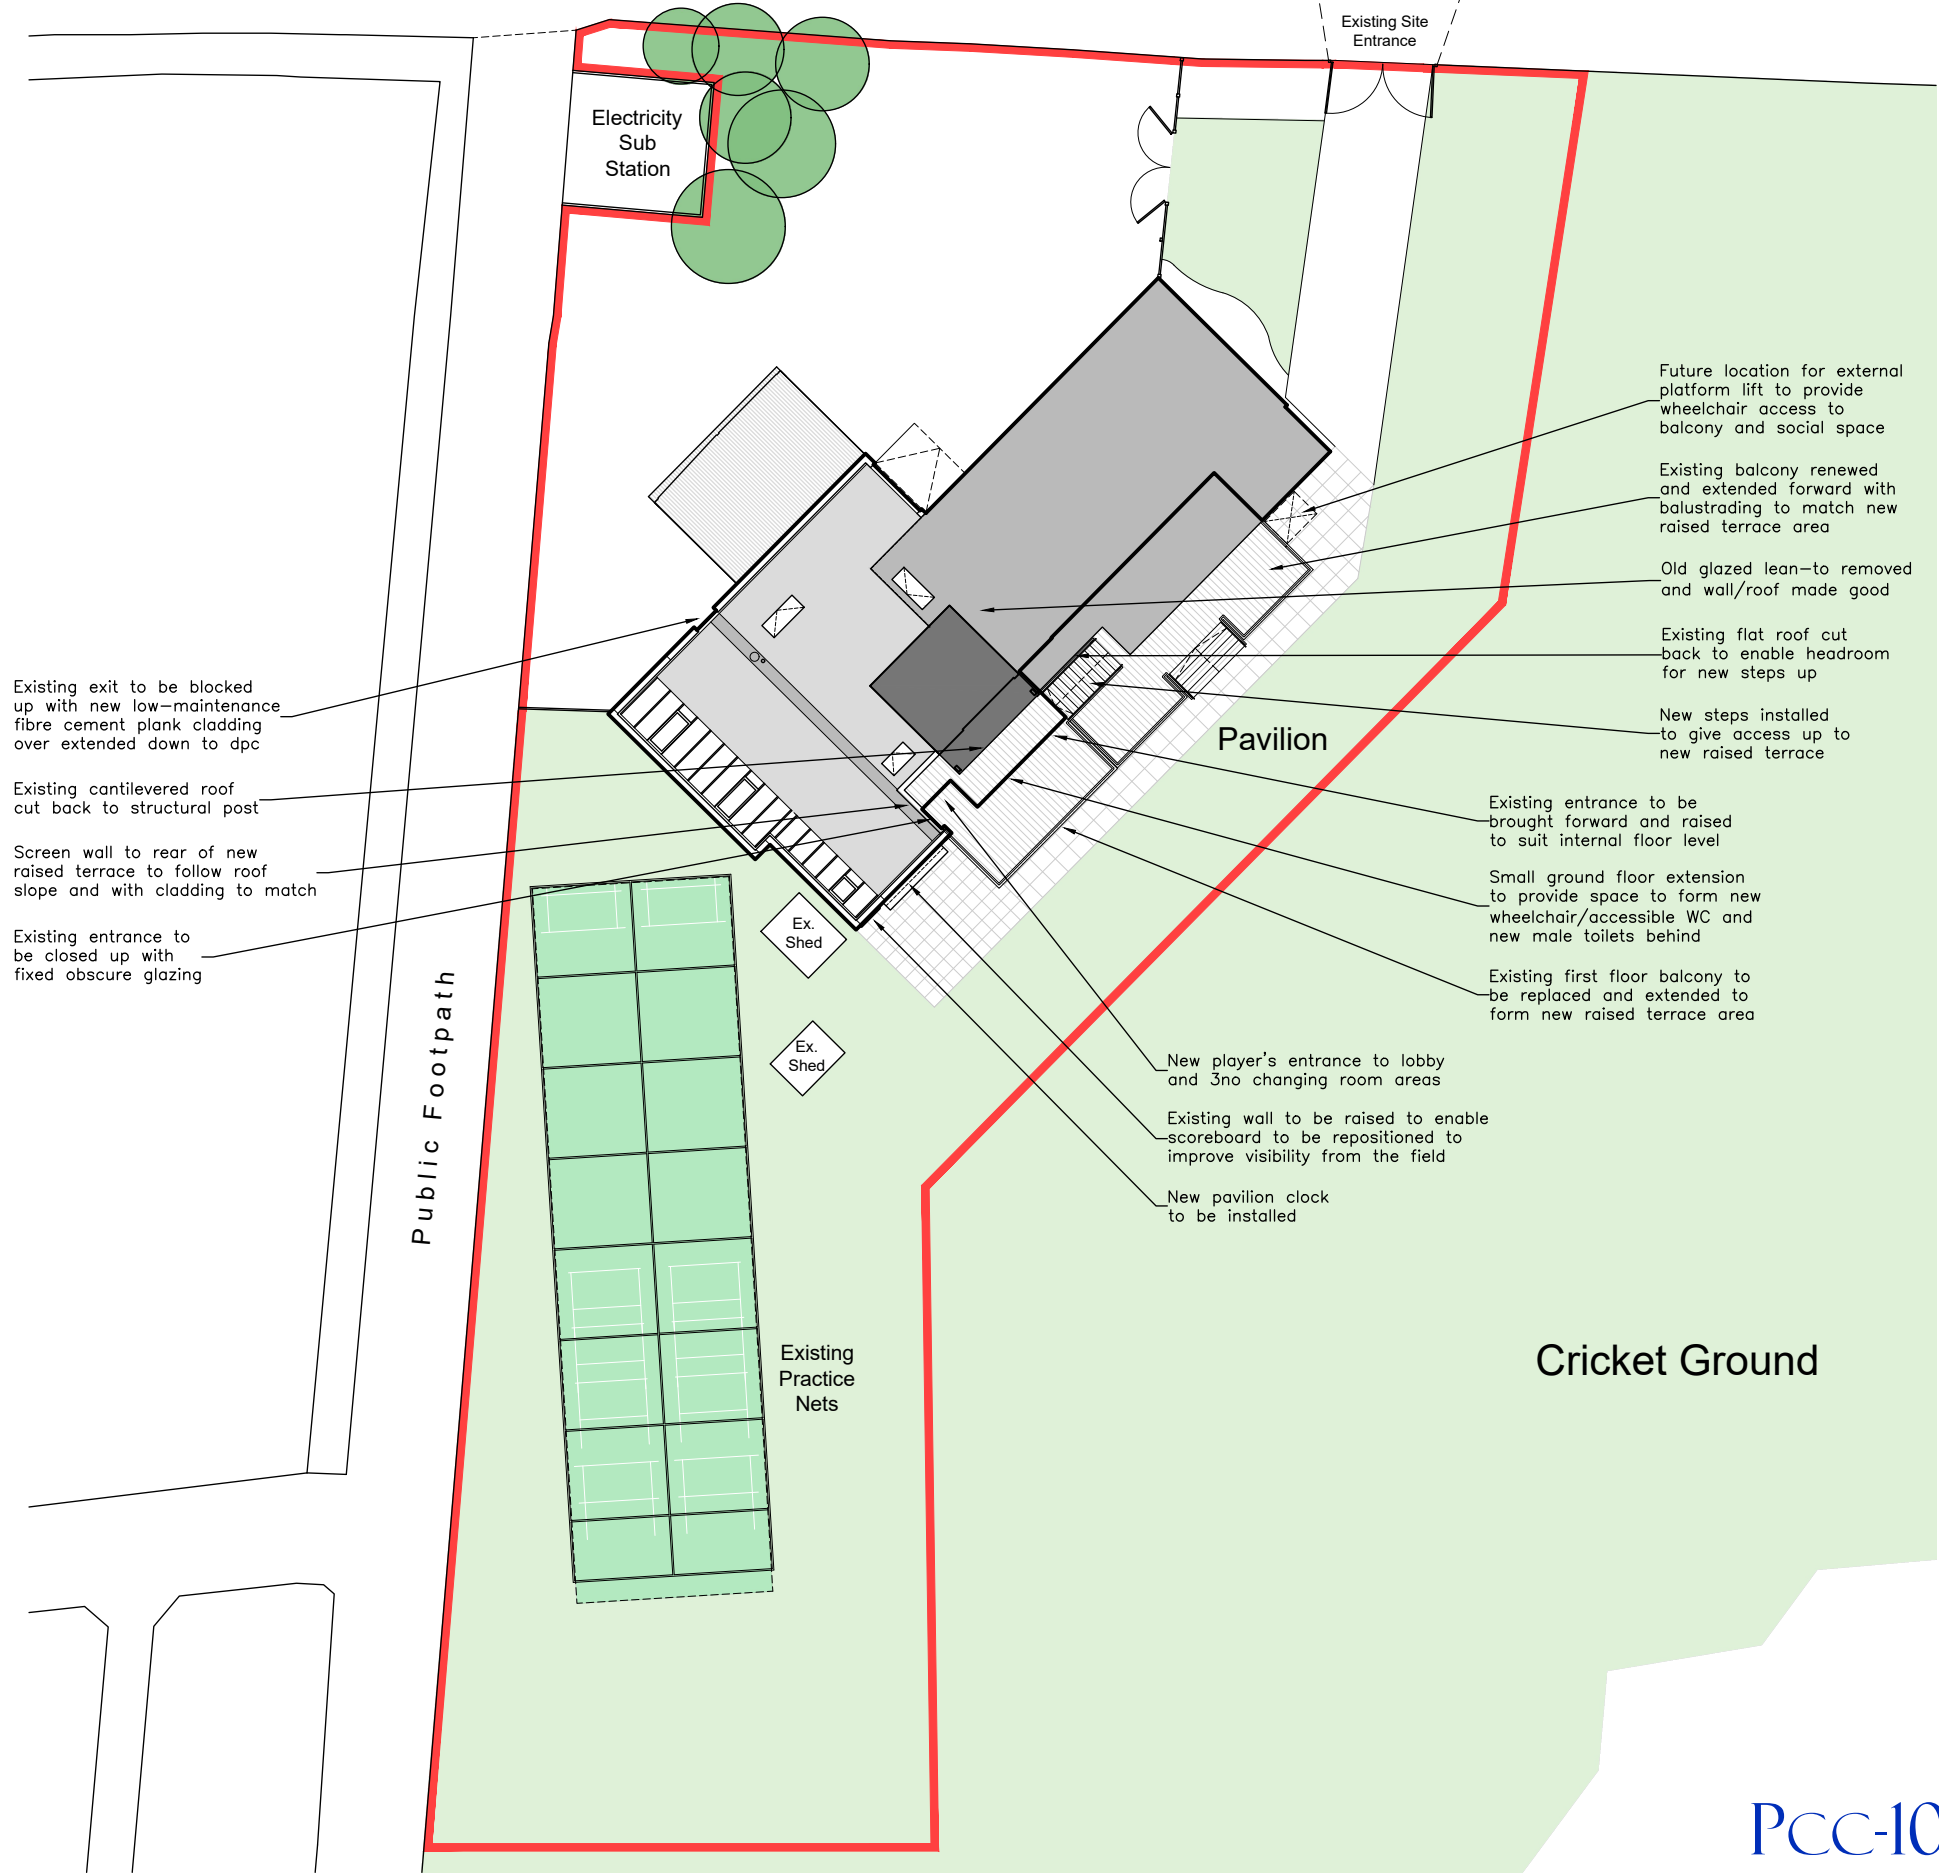 Existing Site
Entrance
Electricity
Sub
Station
Future location for external
platform lift to provide
wheelchair access to
balcony and social space
Existing balcony renewed
and extended forward with
balustrading to match new
raised terrace area
Old glazed lean-to removed
and wall/roof made good
Existing flat roof cut
back to enable headroom
for new steps up
New steps installed
to give access up to
new raised terrace
Pavilion
Existing exit to be blocked
up with new low-maintenance
fibre cement plank cladding
over extended down to dpc
Existing cantilevered roof
cut back to structural post
Screen wall to rear of new
raised terrace to follow roof
slope and with cladding to match
Existing entrance to
be closed up with
fixed obscure glazing
Existing entrance to be
brought forward and raised
to suit internal floor level
Small ground floor extension
to provide space to form new
wheelchair/accessible WC and
new male toilets behind
Existing first floor balcony to
be replaced and extended to
form new raised terrace area
Ex.
Shed
Ex.
Shed
New player's entrance to lobby
and 3no changing room areas
Existing wall to be raised to enable
scoreboard to be repositioned to
improve visibility from the field
New pavilion clock
to be installed
Public Footpath
Existing
Practice
Nets
Cricket Ground
PCC-10